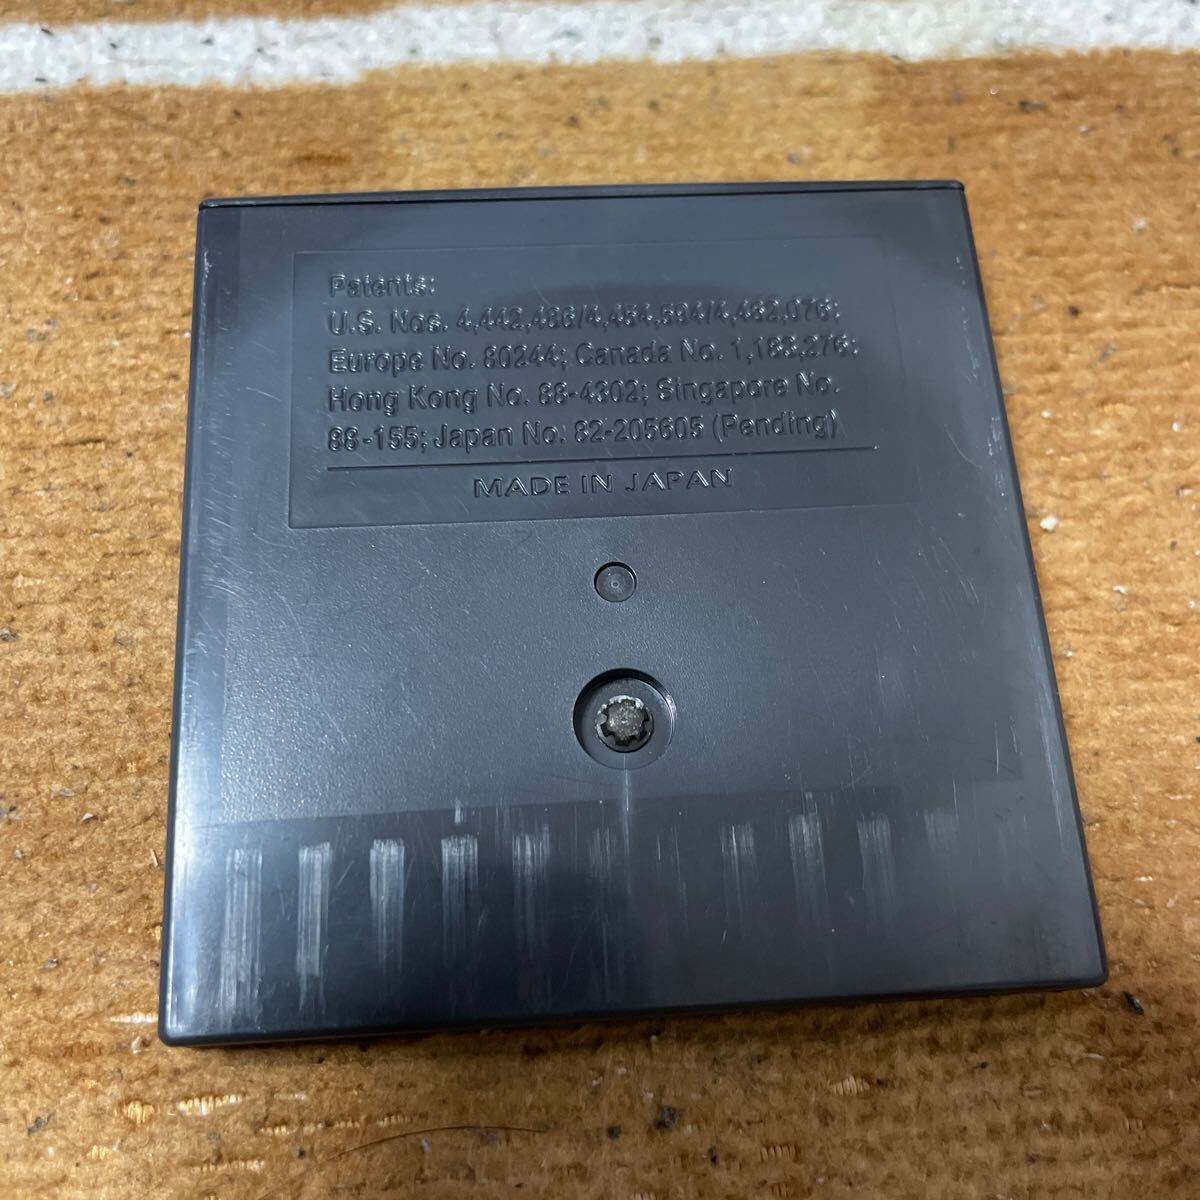 Patents:
U.S. Nos. 4,442,486/4,454,594/4,462,076;
Europe No. 80244; Canada No. 1,183,276;
Hong Kong No. 88-4302; Singapore No.
88-155; Japan No. 82-205605 (Pending)
MADE IN JAPAN